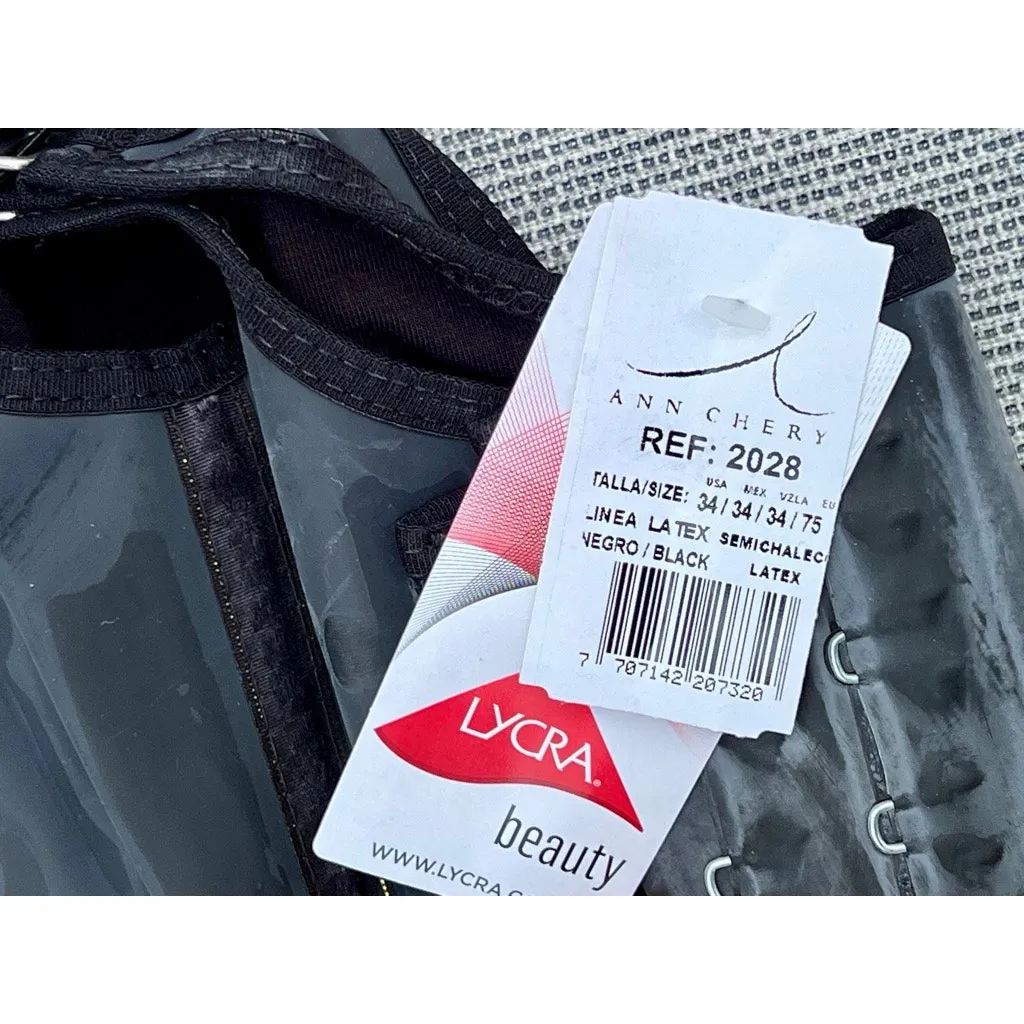 ANN CHERY
REF: 2028
USA MEX VZLA EU
TALLA/SIZE: 34/34/34/75
LINEA LATEX SEMICHALEC
NEGRO/BLACK LATEX
7 707142 207320
LYCRA®
beauty
WWW.LYCRA.